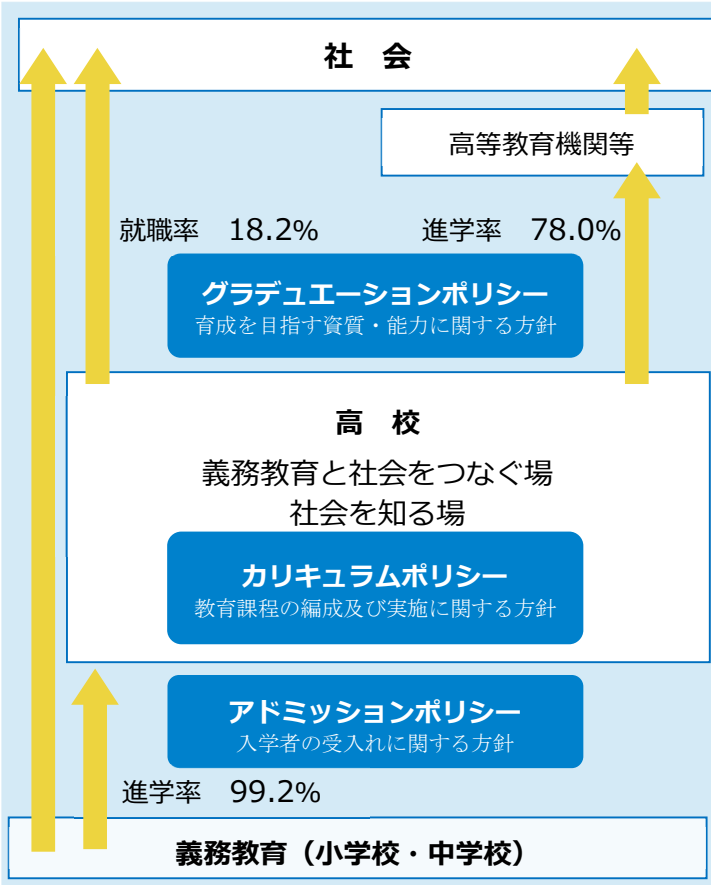 社　会
高等教育機関等
就職率　18.2%　進学率　78.0%
グラデュエーションポリシー
育成を目指す資質・能力に関する方針
高　校
義務教育と社会をつなぐ場
社会を知る場
カリキュラムポリシー
教育課程の編成及び実施に関する方針
アドミッションポリシー
入学者の受入れに関する方針
進学率　99.2%
義務教育（小学校・中学校）